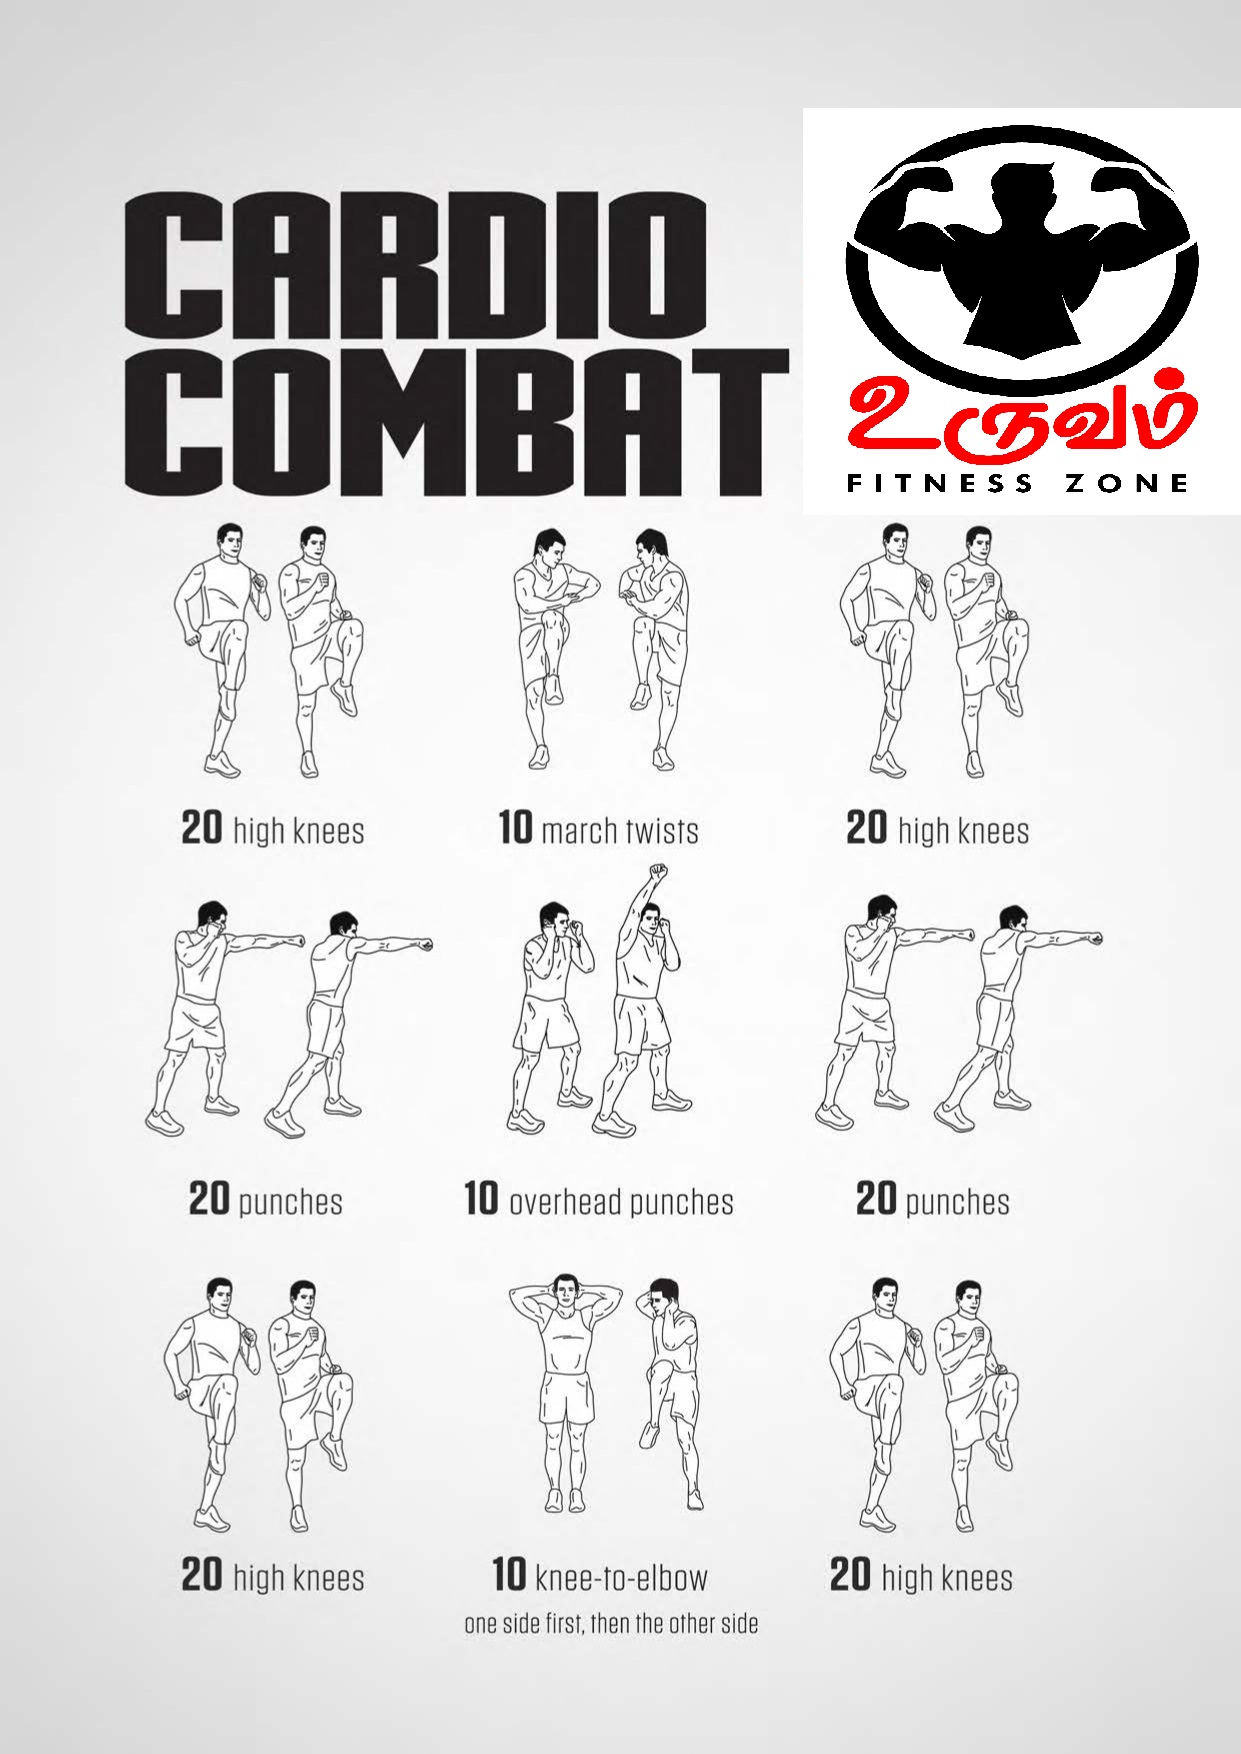 CARDIO
COMBAT
உருவம்
FITNESS ZONE
20 high knees
10 march twists
20 high knees
20 punches
10 overhead punches
20 punches
20 high knees
10 knee-to-elbow
one side first, then the other side
20 high knees